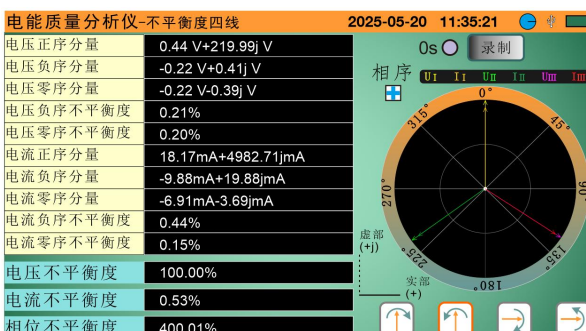 电能质量分析仪-不平衡度四线 2025-05-20 11:35:21
0s 录制
相序 UⅠ IⅠ UⅡ IⅡ UⅢ IⅢ
电压正序分量 0.44 V+219.99j V
电压负序分量 -0.22 V+0.41j V
电压零序分量 -0.22 V-0.39j V
电压负序不平衡度 0.21%
电压零序不平衡度 0.20%
电流正序分量 18.17mA+4982.71jmA
电流负序分量 -9.88mA+19.88jmA
电流零序分量 -6.91mA-3.69jmA
电流负序不平衡度 0.44%
电流零序不平衡度 0.15%
电压不平衡度 100.00%
电流不平衡度 0.53%
相位不平衡度 400.01%
0°
45°
90°
135°
180°
225°
270°
315°
虚部
(+j)
实部
(+)